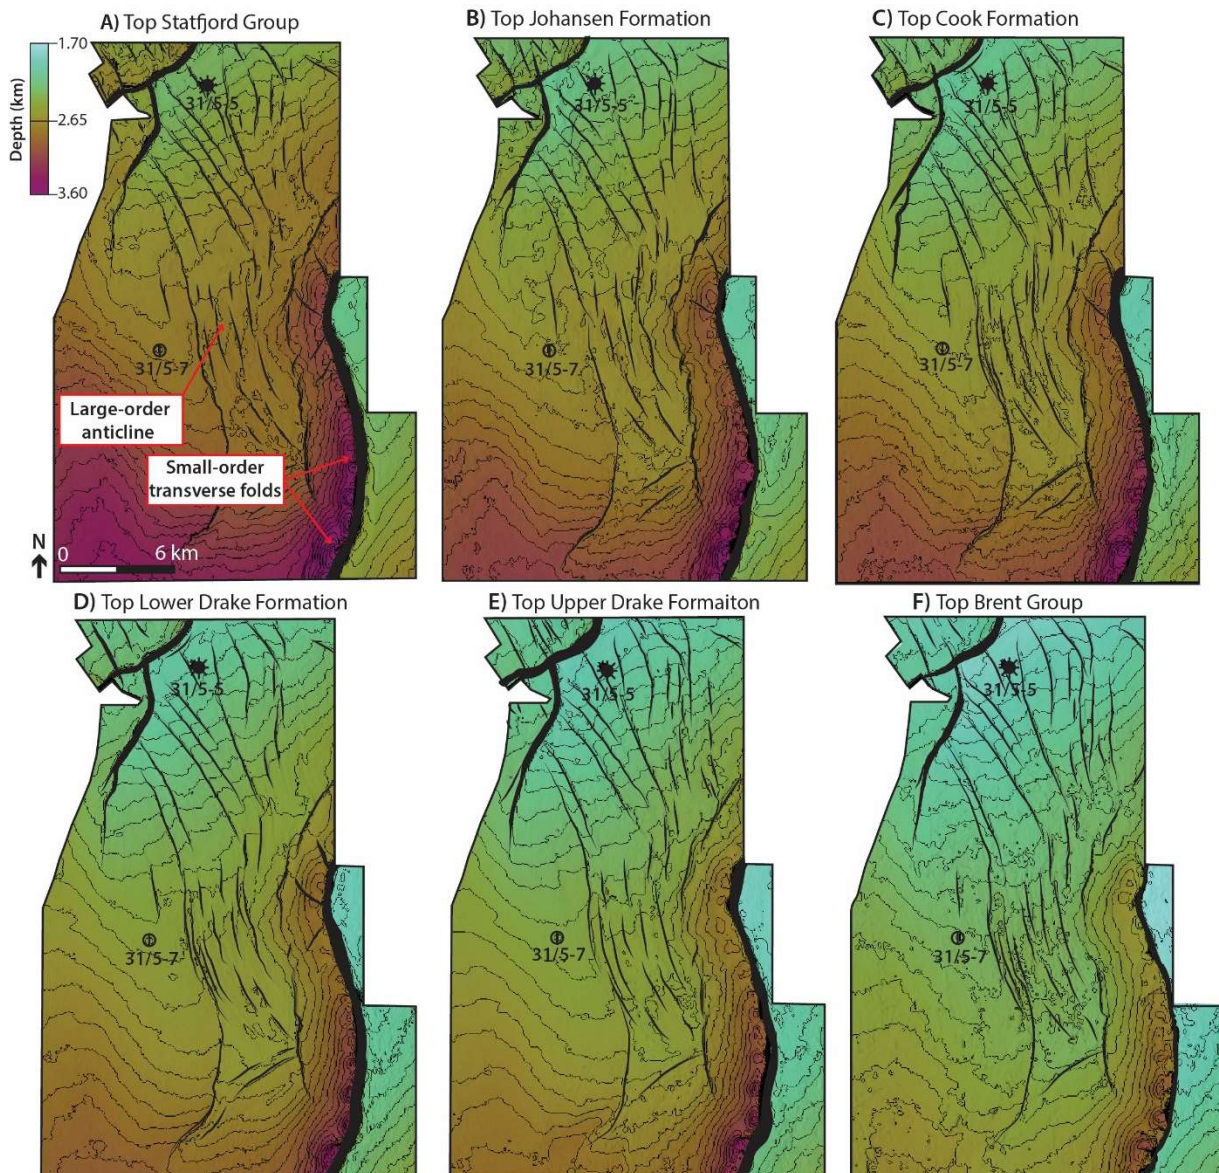 A) Top Statfjord Group
B) Top Johansen Formation
C) Top Cook Formation
Depth (km)
1.70
2.65
3.60
31/5-5
31/5-5
31/5-5
31/5-7
31/5-7
31/5-7
Large-order
anticline
Small-order
transverse folds
N
0 6 km
D) Top Lower Drake Formation
E) Top Upper Drake Formaiton
F) Top Brent Group
31/5-5
31/5-5
31/5-5
31/5-7
31/5-7
31/5-7